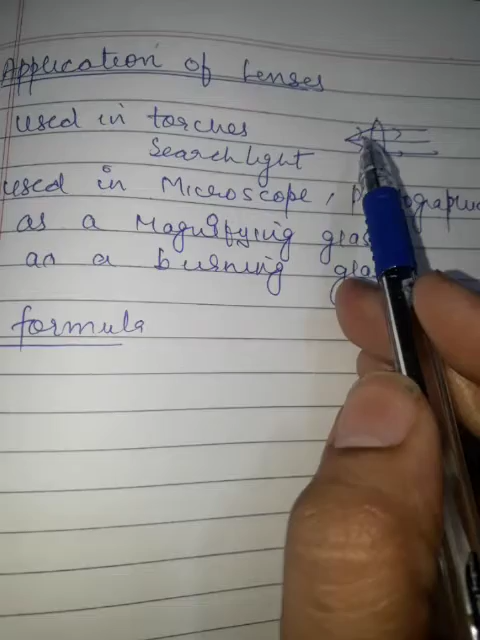 Application of Lenses
used in torches
Searchlight
used in Microscope,
as a Magnifying
as a burning
formula